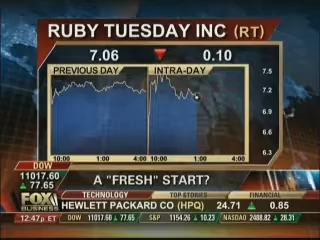 RUBY TUESDAY INC (RT)
7.06 0.10
PREVIOUS DAY INTRA-DAY
7.5
7.2
6.9
6.6
6.3
10:00 1:00 4:00 10:00 1:00 4:00
DOW
11017.60
77.65
A "FRESH" START?
FOX
BUSINESS
TECHNOLOGY TOP STORIES FINANCIAL
HEWLETT PACKARD CO (HPQ) 24.71 0.85
12:47p ET DOW 11017.60 77.65 S&P 1154.26 10.23 NASDAQ 2488.82 28.31